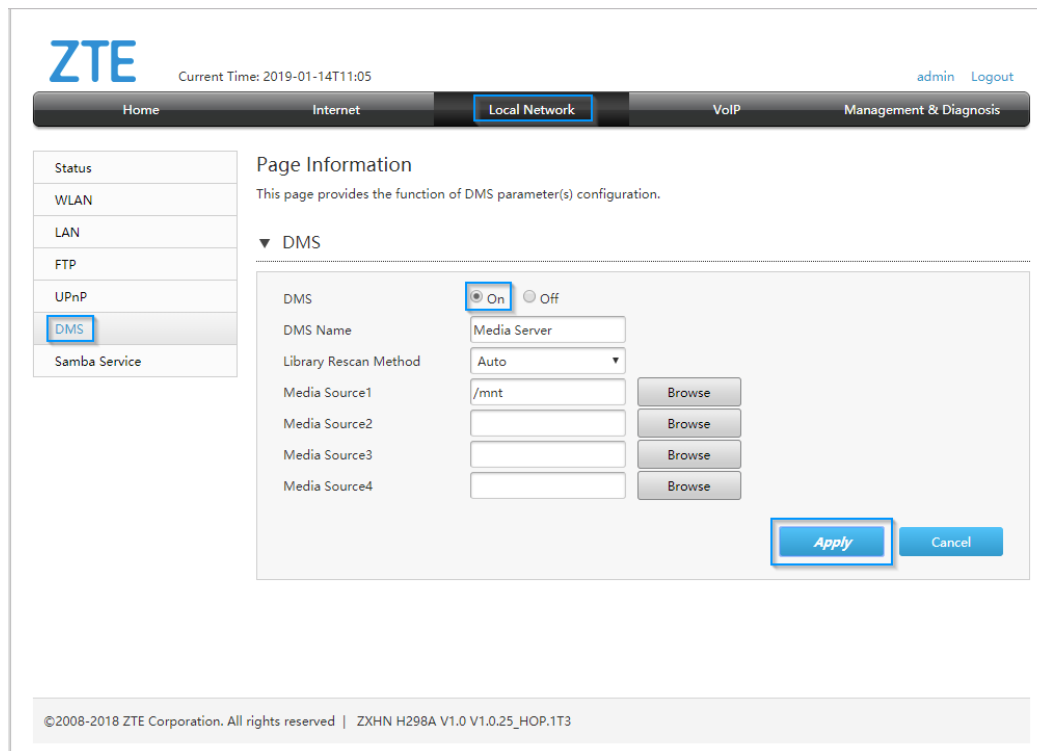 ZTE
Current Time: 2019-01-14T11:05
admin Logout
Home Internet Local Network VoIP Management & Diagnosis
Status
WLAN
LAN
FTP
UPnP
DMS
Samba Service
Page Information
This page provides the function of DMS parameter(s) configuration.
▼ DMS
DMS On Off
DMS Name Media Server
Library Rescan Method Auto
Media Source1 /mnt Browse
Media Source2 Browse
Media Source3 Browse
Media Source4 Browse
Apply Cancel
©2008-2018 ZTE Corporation. All rights reserved | ZXHN H298A V1.0 V1.0.25_HOP.1T3